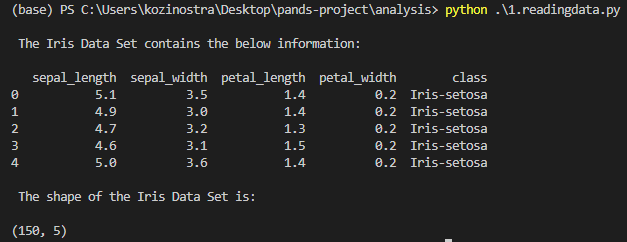 (base) PS C:\Users\kozinostra\Desktop\pands-project\analysis> python .\1.readingdata.py
The Iris Data Set contains the below information:
sepal_length sepal_width petal_length petal_width class
0 5.1 3.5 1.4 0.2 Iris-setosa
1 4.9 3.0 1.4 0.2 Iris-setosa
2 4.7 3.2 1.3 0.2 Iris-setosa
3 4.6 3.1 1.5 0.2 Iris-setosa
4 5.0 3.6 1.4 0.2 Iris-setosa
The shape of the Iris Data Set is:
(150, 5)